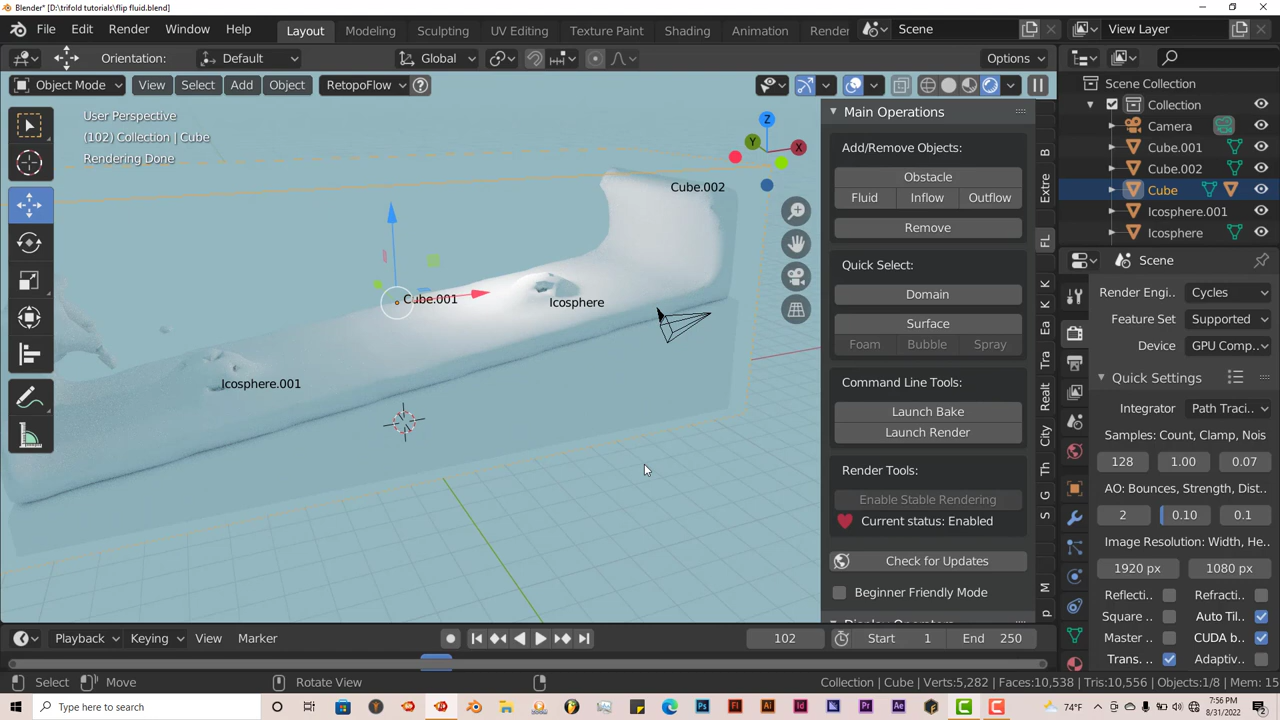 Blender* [D:\trifold tutorials\flip fluid.blend]
File Edit Render Window Help Layout Modeling Sculpting UV Editing Texture Paint Shading Animation Render Scene View Layer
Orientation: Default Global Options
Object Mode View Select Add Object RetopoFlow
User Perspective
(102) Collection | Cube
Rendering Done
Z
Y
X
Cube.002
Cube.001
Icosphere
Icosphere.001
Main Operations
Add/Remove Objects:
Obstacle
Fluid Inflow Outflow
Remove
Quick Select:
Domain
Surface
Foam Bubble Spray
Command Line Tools:
Launch Bake
Launch Render
Render Tools:
Enable Stable Rendering
Current status: Enabled
Check for Updates
Beginner Friendly Mode
B
Extre
FL
K
K
Ea
Tra
Realt
City
Th
G
S
M
P
Scene Collection
Collection
Camera
Cube.001
Cube.002
Cube
Icosphere.001
Icosphere
Scene
Render Engi... Cycles
Feature Set Supported
Device GPU Comp...
Quick Settings
Integrator Path Traci...
Samples: Count, Clamp, Nois
128 1.00 0.07
AO: Bounces, Strength, Dist...
2 0.10 0.1
Image Resolution: Width, He...
1920 px 1080 px
Reflecti.. Refracti..
Square .. Auto Til..
Master .. CUDA b..
Trans. .. Adaptiv..
Playback Keying View Marker 102 Start 1 End 250
Select Move Rotate View Collection | Cube | Verts:5,282 | Faces:10,538 | Tris:10,556 | Objects:1/8 | Mem: 15
Type here to search 74°F 7:56 PM
8/31/2022